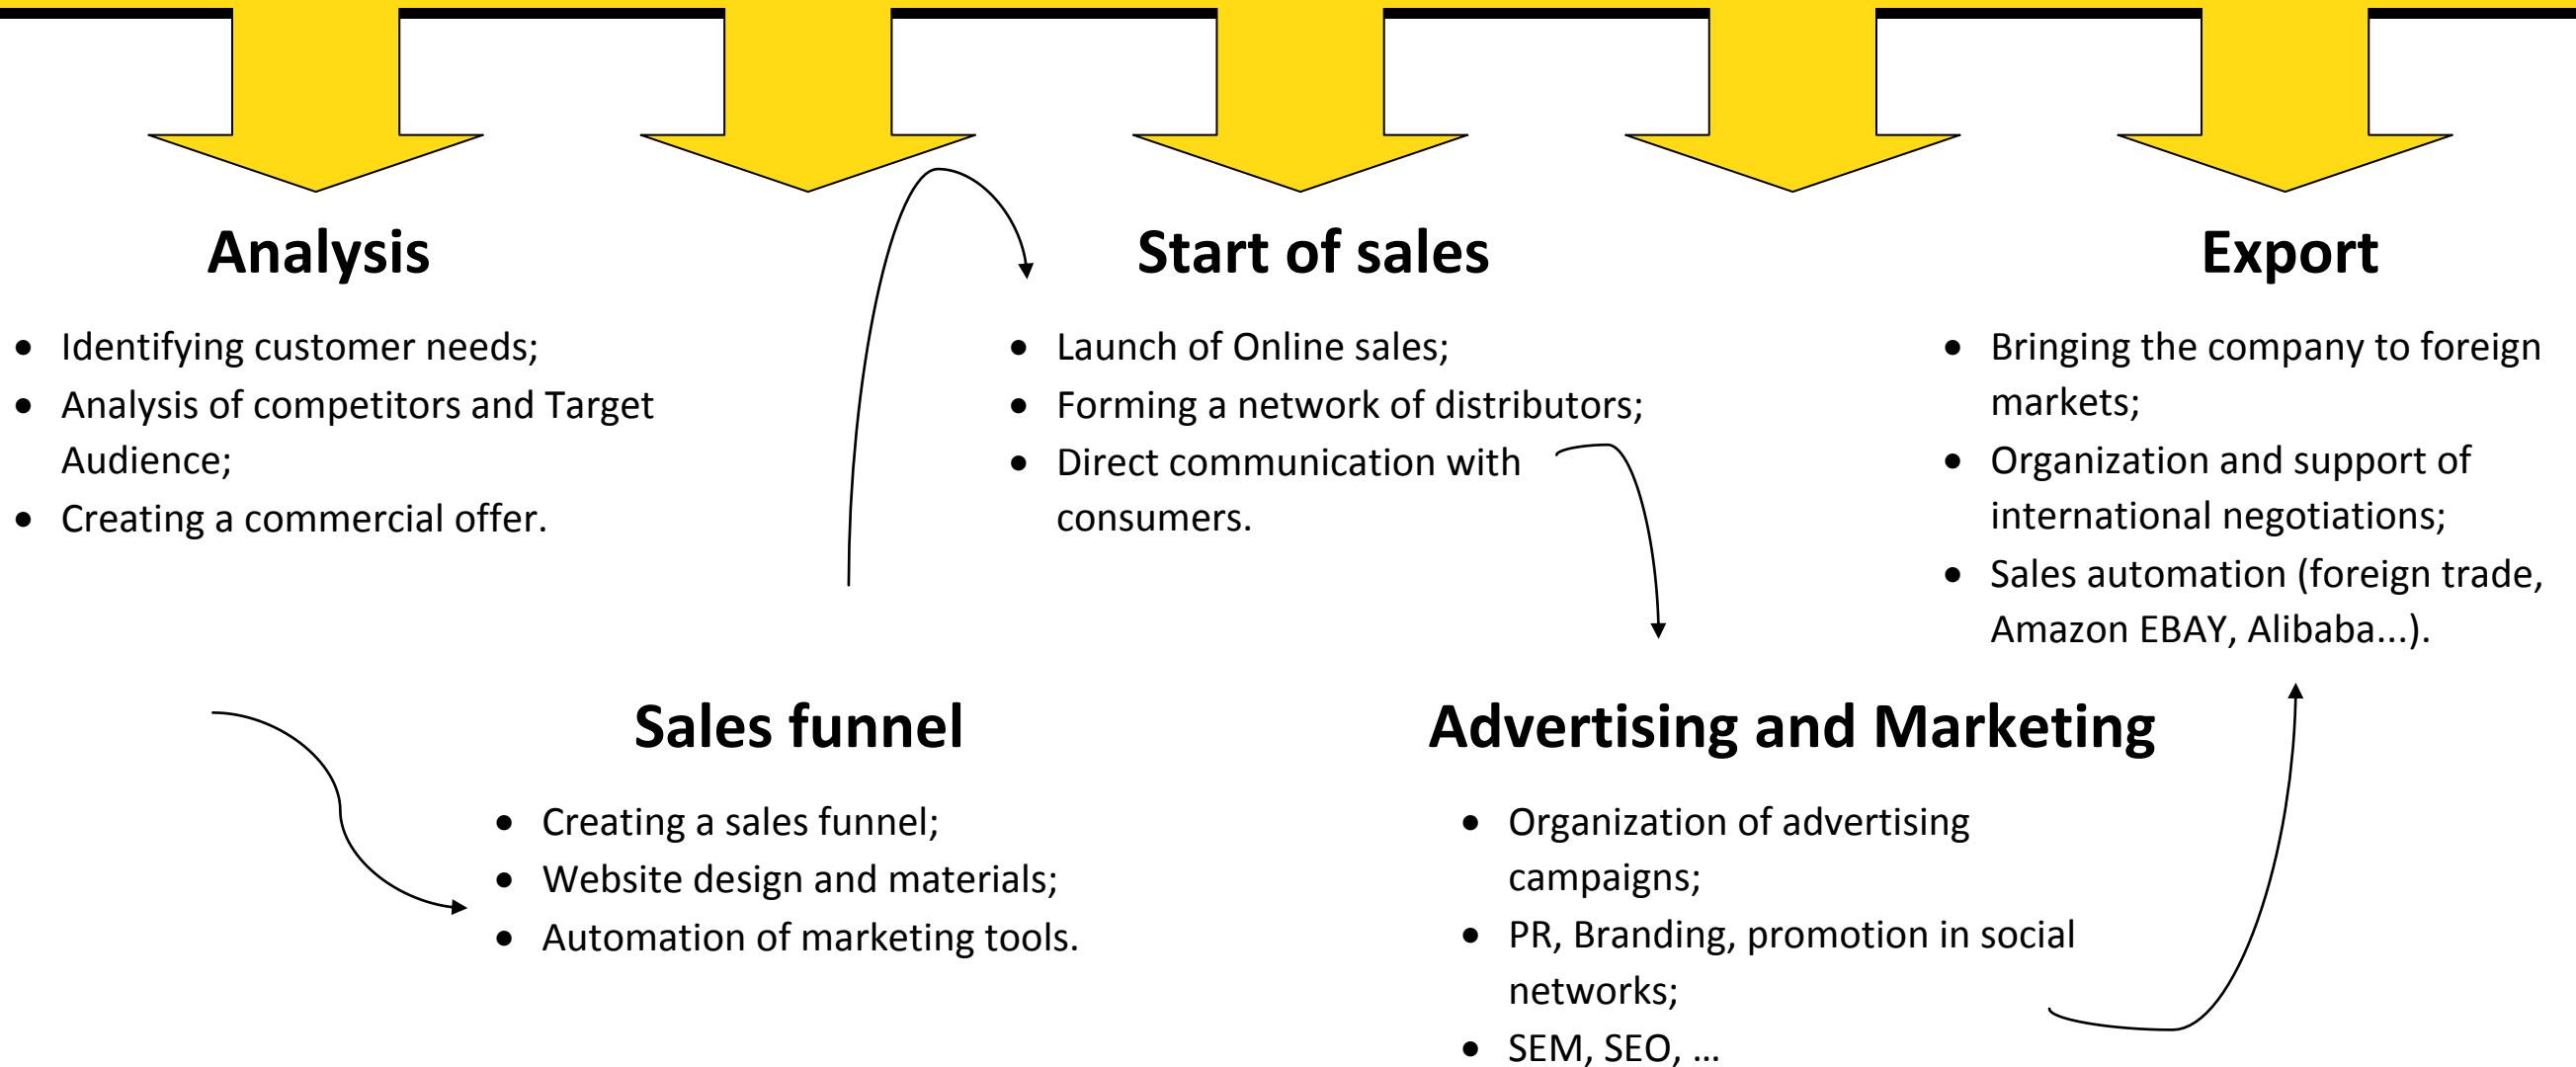 Analysis
• Identifying customer needs;
• Analysis of competitors and Target
Audience;
• Creating a commercial offer.
Sales funnel
• Creating a sales funnel;
• Website design and materials;
• Automation of marketing tools.
Start of sales
• Launch of Online sales;
• Forming a network of distributors;
• Direct communication with
consumers.
Advertising and Marketing
• Organization of advertising
campaigns;
• PR, Branding, promotion in social
networks;
• SEM, SEO, ...
Export
• Bringing the company to foreign
markets;
• Organization and support of
international negotiations;
• Sales automation (foreign trade,
Amazon EBAY, Alibaba...).